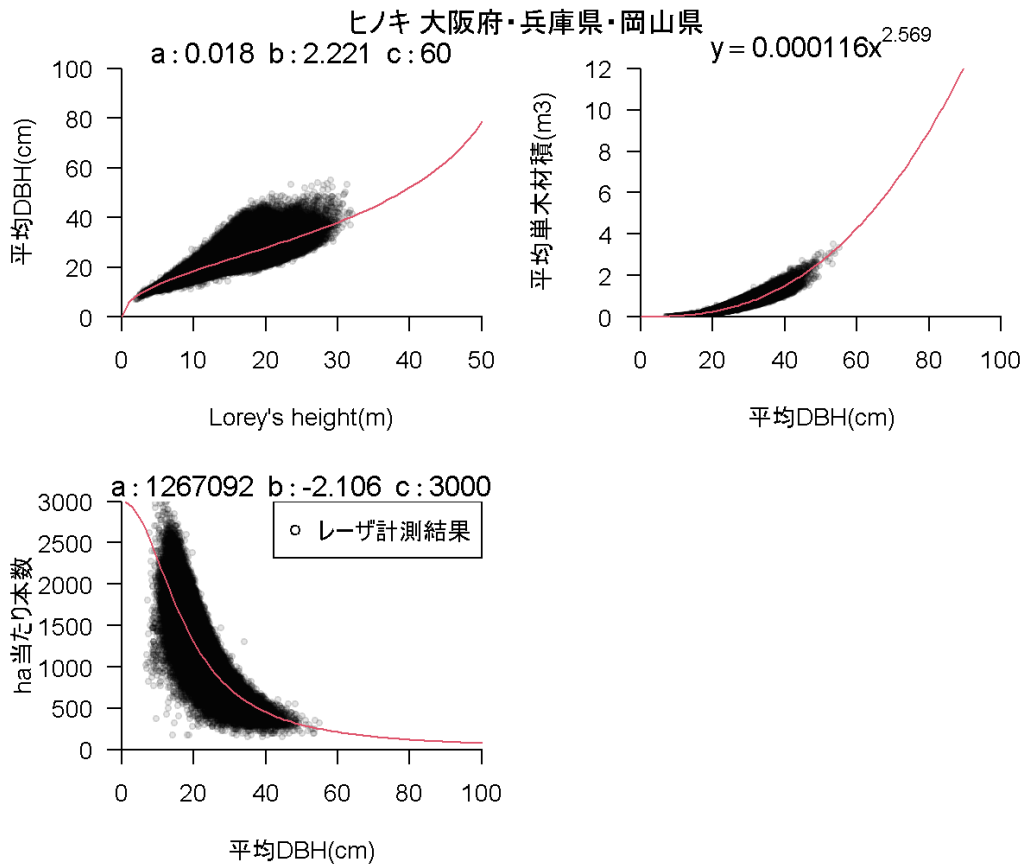 ヒノキ 大阪府・兵庫県・岡山県
a : 0.018 b : 2.221 c : 60
100
80
60
40
20
0
平均DBH(cm)
0 10 20 30 40 50
Lorey's height(m)
y = 0.000116x^2.569
12
10
8
6
4
2
0
平均単木材積(m3)
0 20 40 60 80 100
平均DBH(cm)
a : 1267092 b : -2.106 c : 3000
3000
2500
2000
1500
1000
500
0
ha当たり本数
レーザ計測結果
0 20 40 60 80 100
平均DBH(cm)